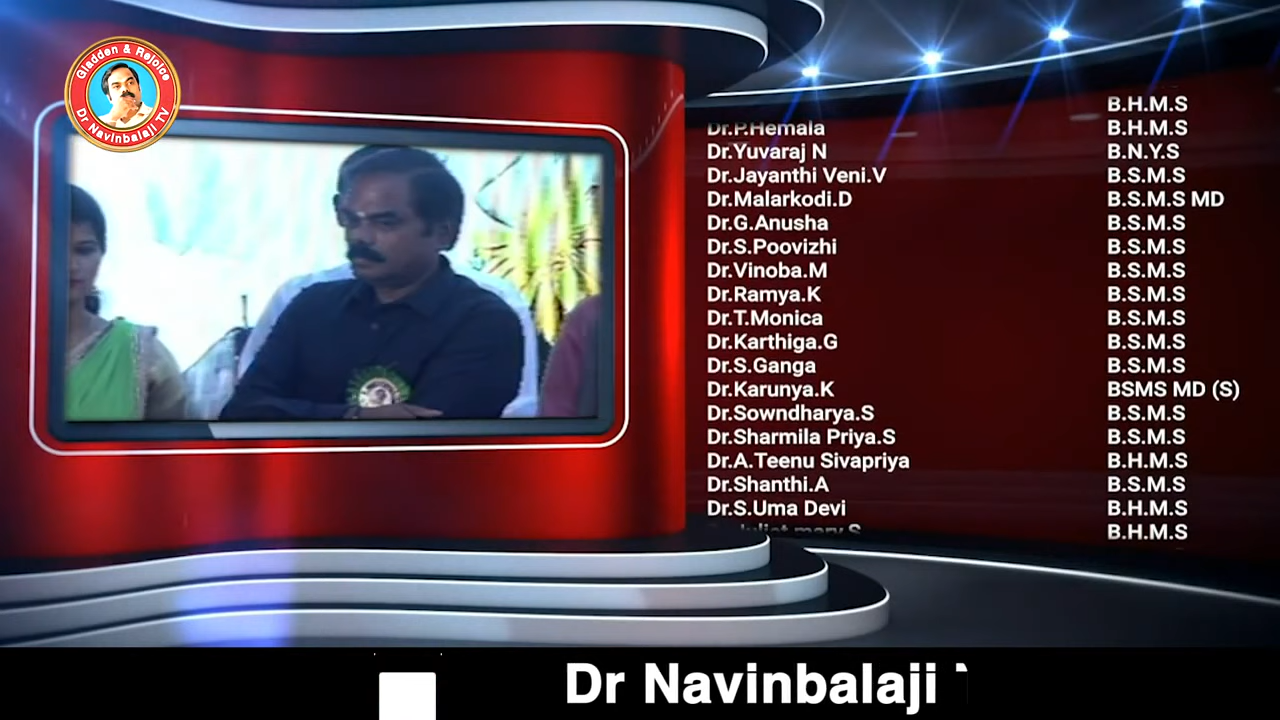 Gladden & Rejoice
Dr Navinbalaji TV
B.H.M.S
Dr.P.Hemala B.H.M.S
Dr.Yuvaraj N B.N.Y.S
Dr.Jayanthi Veni.V B.S.M.S
Dr.Malarkodi.D B.S.M.S MD
Dr.G.Anusha B.S.M.S
Dr.S.Poovizhi B.S.M.S
Dr.Vinoba.M B.S.M.S
Dr.Ramya.K B.S.M.S
Dr.T.Monica B.S.M.S
Dr.Karthiga.G B.S.M.S
Dr.S.Ganga B.S.M.S
Dr.Karunya.K BSMS MD (S)
Dr.Sowndharya.S B.S.M.S
Dr.Sharmila Priya.S B.S.M.S
Dr.A.Teenu Sivapriya B.H.M.S
Dr.Shanthi.A B.S.M.S
Dr.S.Uma Devi B.H.M.S
mary S B.H.M.S
Dr Navinbalaji